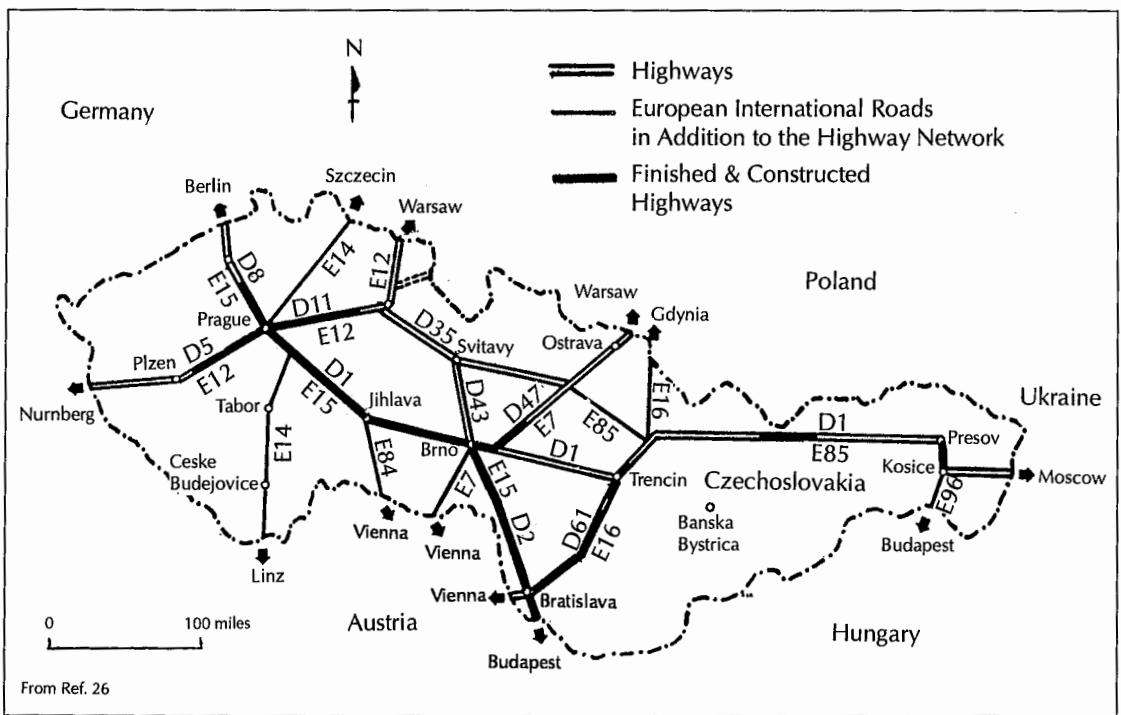 N
Germany
Highways
European International Roads
in Addition to the Highway Network
Finished & Constructed
Highways
Berlin
Szczecin
Warsaw
E14
E12
D8
E15
Prague
D11
E12
D35
Svitavy
Poland
Warsaw
Gdynia
Ostrava
Plzen
D5
E12
Nurnberg
D1
E15
Tabor
Jihlava
E14
D43
D47
E7
E85
E16
Ukraine
D1
E85
Presov
Kosice
Moscow
E96
Budapest
Ceske
Budejovice
E84
Brno
E7
E15
D1
Trencin
Czechoslovakia
Banska
Bystrica
Linz
Vienna
Vienna
D2
D61
E16
Vienna
Bratislava
Budapest
Austria
Hungary
0
100 miles
From Ref. 26